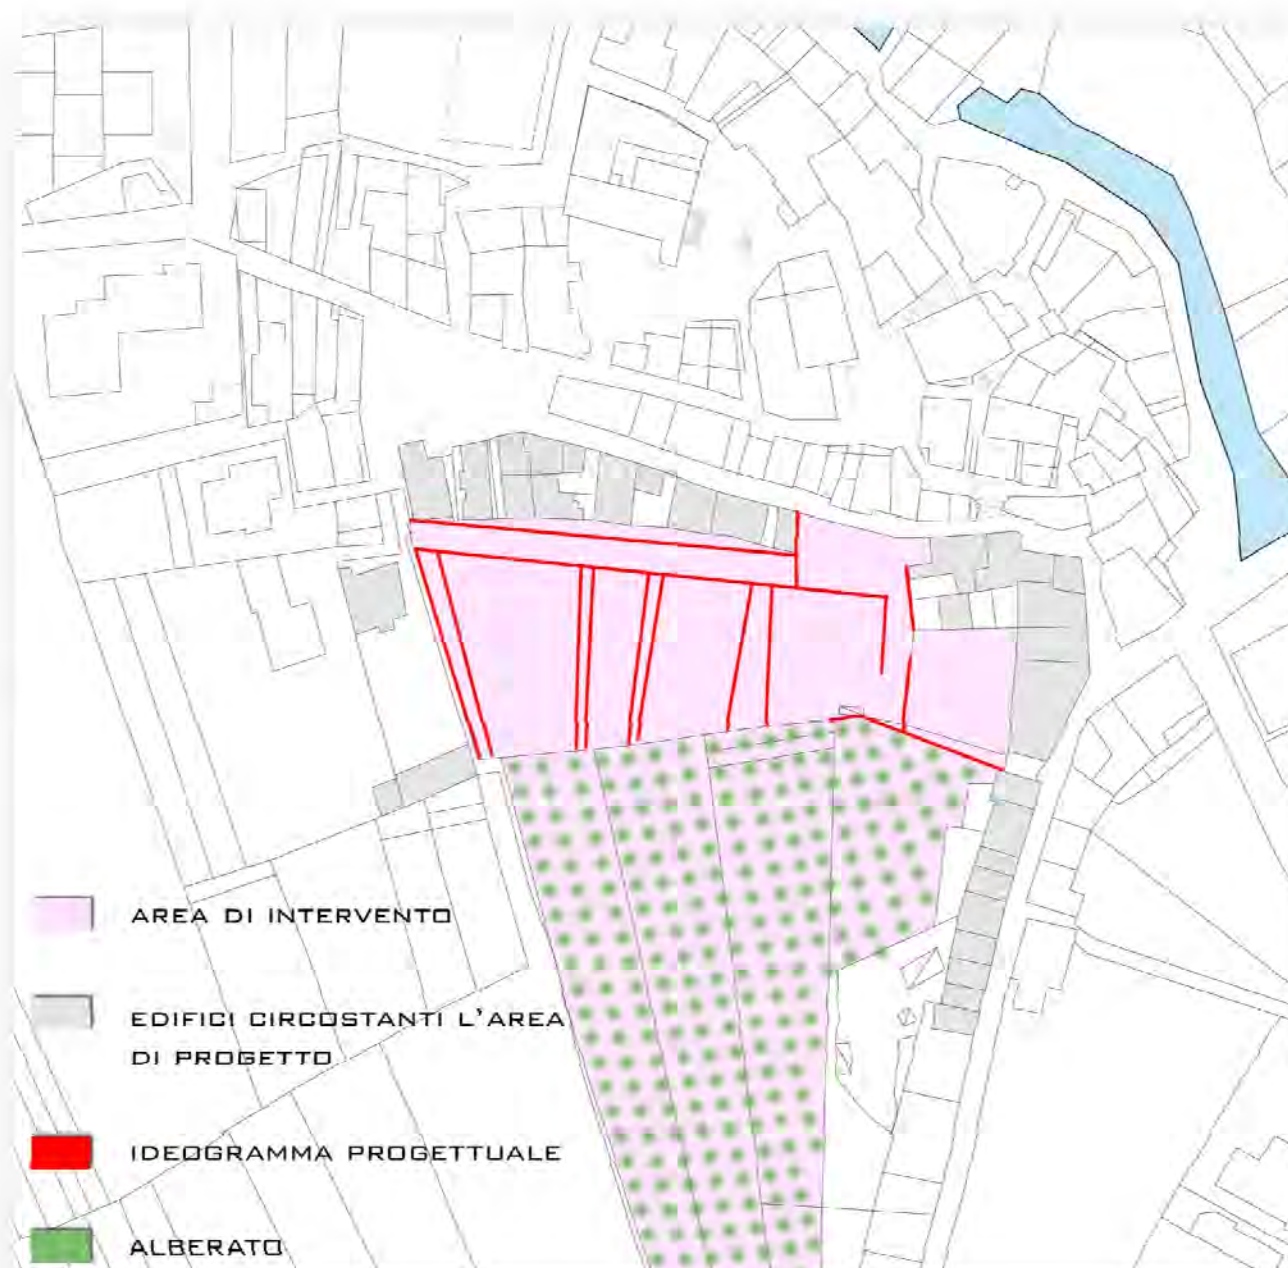 AREA DI INTERVENTO
EDIFICI CIRCOSTANTI L'AREA
DI PROGETTO
IDEOGRAMMA PROGETTUALE
ALBERATO